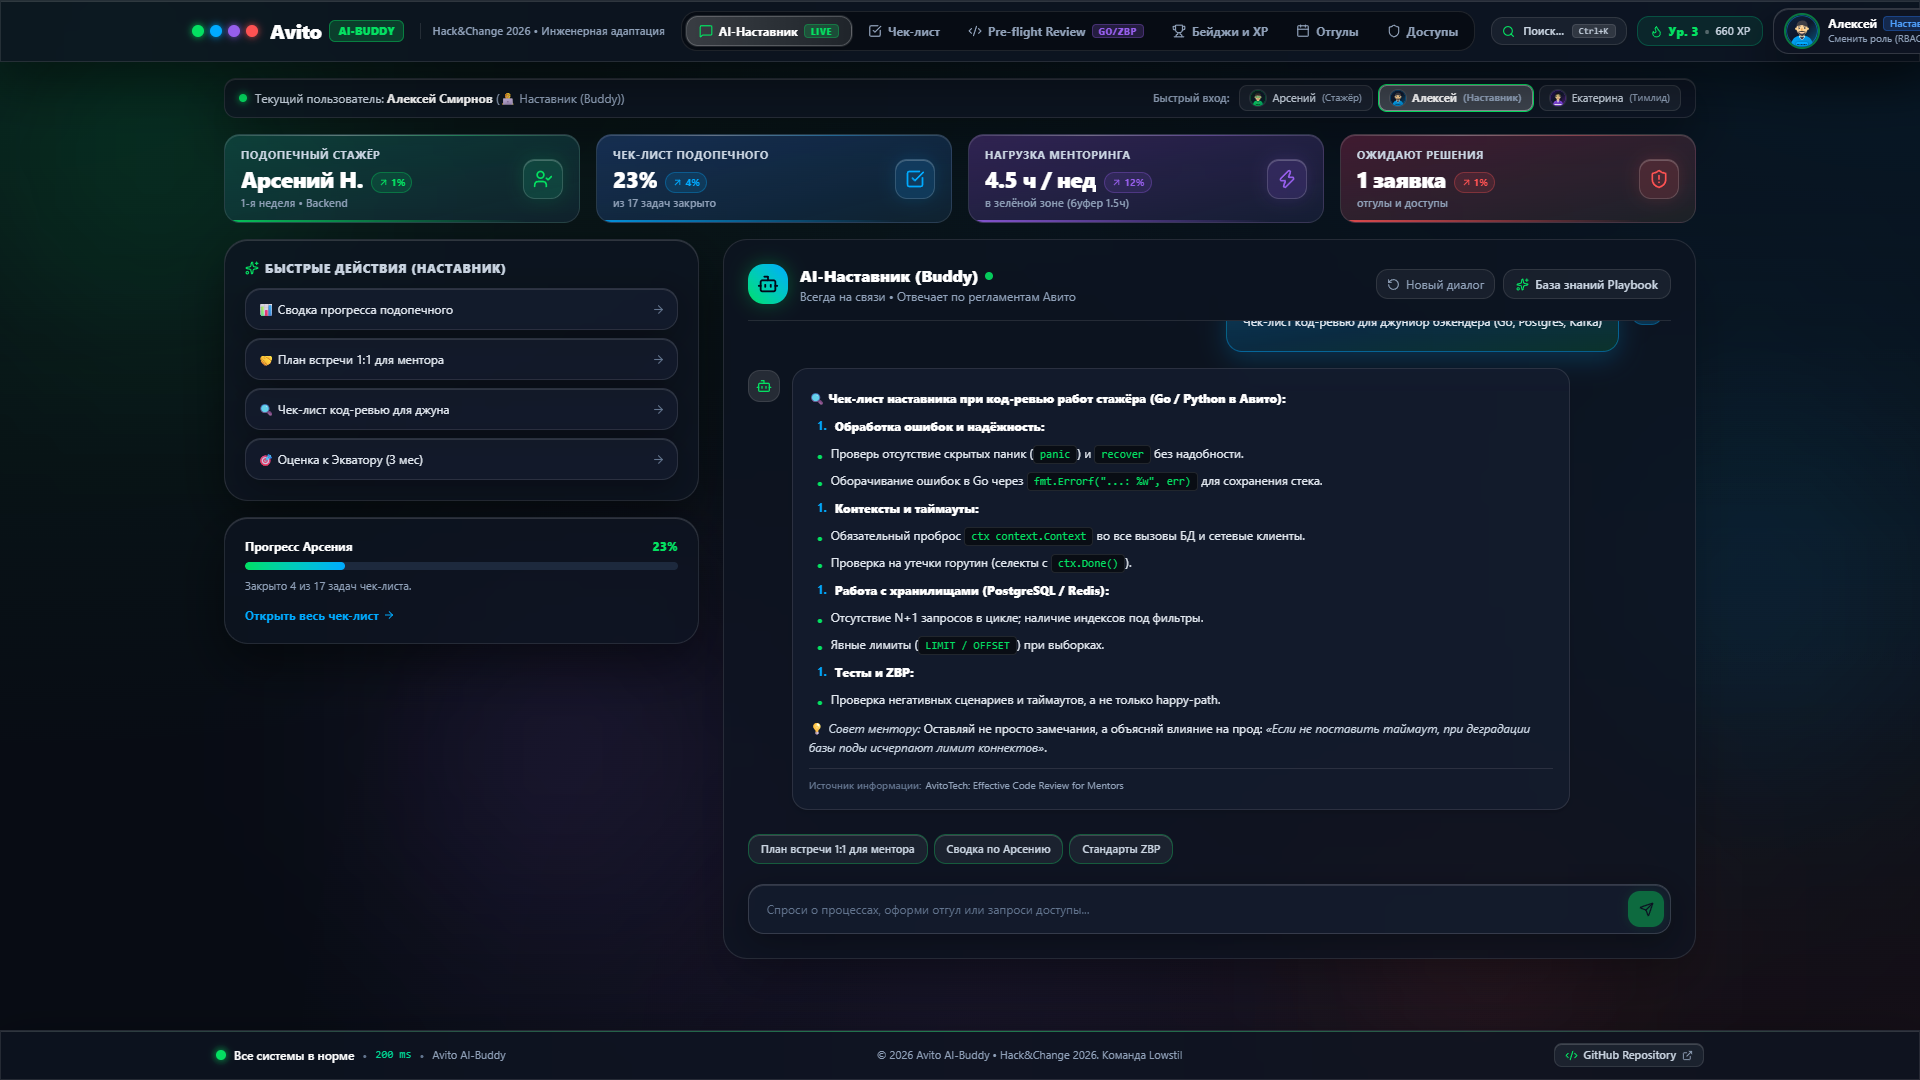 Avito AI-BUDDY
Hack&Change 2026 • Инженерная адаптация
AI-Наставник LIVE
Чек-лист
Pre-flight Review GO/ZBP
Бейджи и XP
Отгулы
Доступы
Поиск... Ctrl+K
Ур. 3 • 660 XP
Алексей
Сменить роль (RBAC
Текущий пользователь: Алексей Смирнов (Наставник (Buddy))
Быстрый вход:
Арсений (Стажёр)
Алексей (Наставник)
Екатерина (Тимлид)
ПОДОПЕЧНЫЙ СТАЖЁР
Арсений Н. 1%
1-я неделя • Backend
ЧЕК-ЛИСТ ПОДОПЕЧНОГО
23% 4%
из 17 задач закрыто
НАГРУЗКА МЕНТОРИНГА
4.5 ч / нед 12%
в зелёной зоне (буфер 1.5ч)
ОЖИДАЮТ РЕШЕНИЯ
1 заявка 1%
отгулы и доступы
БЫСТРЫЕ ДЕЙСТВИЯ (НАСТАВНИК)
Сводка прогресса подопечного
План встречи 1:1 для ментора
Чек-лист код-ревью для джуна
Оценка к Экватору (3 мес)
Прогресс Арсения 23%
Закрыто 4 из 17 задач чек-листа.
Открыть весь чек-лист
AI-Наставник (Buddy)
Всегда на связи • Отвечает по регламентам Авито
Новый диалог
База знаний Playbook
Чек-лист код-ревью для джуниор бэкендера (Go, Postgres, Kafka)
Чек-лист наставника при код-ревью работ стажёра (Go / Python в Авито):
1. Обработка ошибок и надёжность:
Проверь отсутствие скрытых паник (panic) и recover без надобности.
Оборачивание ошибок в Go через fmt.Errorf("...: %w", err) для сохранения стека.
1. Контексты и таймауты:
Обязательный проброс ctx context.Context во все вызовы БД и сетевые клиенты.
Проверка на утечки горутин (селекты с ctx.Done()).
1. Работа с хранилищами (PostgreSQL / Redis):
Отсутствие N+1 запросов в цикле; наличие индексов под фильтры.
Явные лимиты (LIMIT / OFFSET) при выборках.
1. Тесты и ZBP:
Проверка негативных сценариев и таймаутов, а не только happy-path.
Совет ментору: Оставляй не просто замечания, а объясняй влияние на прод: «Если не поставить таймаут, при деградации
базы поды исчерпают лимит коннектов».
Источник информации: AvitoTech: Effective Code Review for Mentors
План встречи 1:1 для ментора
Сводка по Арсению
Стандарты ZBP
Спроси о процессах, оформи отгул или запроси доступы...
Все системы в норме • 200 ms • Avito AI-Buddy
© 2026 Avito AI-Buddy • Hack&Change 2026. Команда Lowstil
GitHub Repository